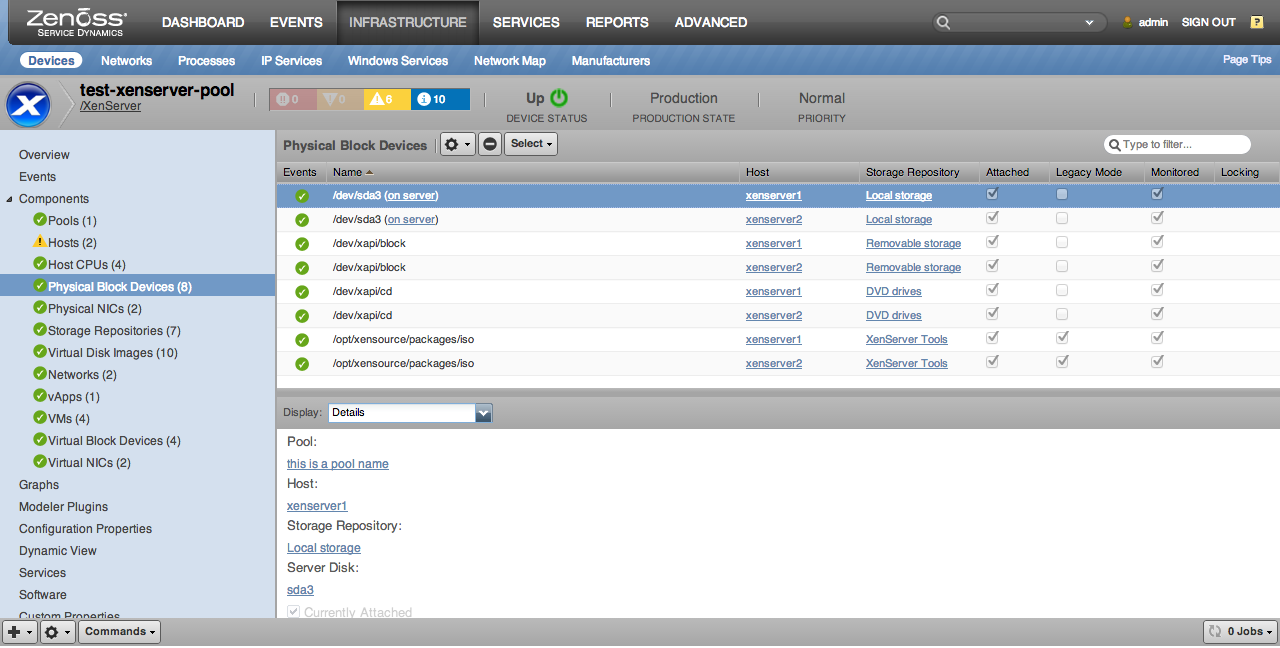 Zenoss DASHBOARD EVENTS INFRASTRUCTURE SERVICES REPORTS ADVANCED admin SIGN OUT ?
SERVICE DYNAMICS
Devices Networks Processes IP Services Windows Services Network Map Manufacturers Page Tips
test-xenserver-pool
/XenServer
0 0 6 10
Up
DEVICE STATUS
Production
PRODUCTION STATE
Normal
PRIORITY
Overview
Events
Components
Pools (1)
Hosts (2)
Host CPUs (4)
Physical Block Devices (8)
Physical NICs (2)
Storage Repositories (7)
Virtual Disk Images (10)
Networks (2)
vApps (1)
VMs (4)
Virtual Block Devices (4)
Virtual NICs (2)
Graphs
Modeler Plugins
Configuration Properties
Dynamic View
Services
Software
Custom Properties
Physical Block Devices Select Type to filter...
Events Name Host Storage Repository Attached Legacy Mode Monitored Locking
/dev/sda3 (on server) xenserver1 Local storage
/dev/sda3 (on server) xenserver2 Local storage
/dev/xapi/block xenserver1 Removable storage
/dev/xapi/block xenserver2 Removable storage
/dev/xapi/cd xenserver1 DVD drives
/dev/xapi/cd xenserver2 DVD drives
/opt/xensource/packages/iso xenserver1 XenServer Tools
/opt/xensource/packages/iso xenserver2 XenServer Tools
Display: Details
Pool:
this is a pool name
Host:
xenserver1
Storage Repository:
Local storage
Server Disk:
sda3
Currently Attached
Commands 0 Jobs